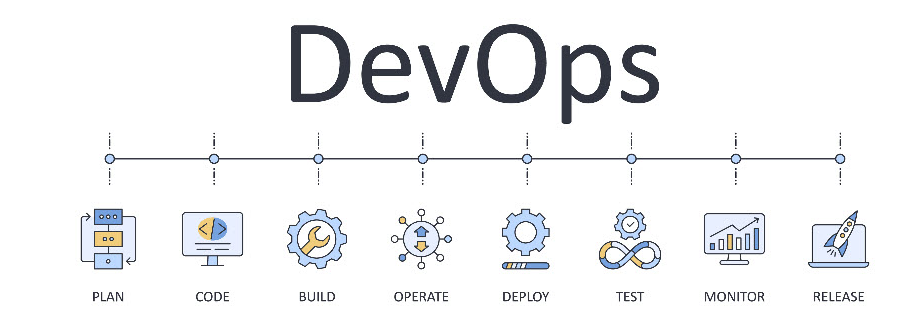 DevOps
PLAN CODE BUILD OPERATE DEPLOY TEST MONITOR RELEASE